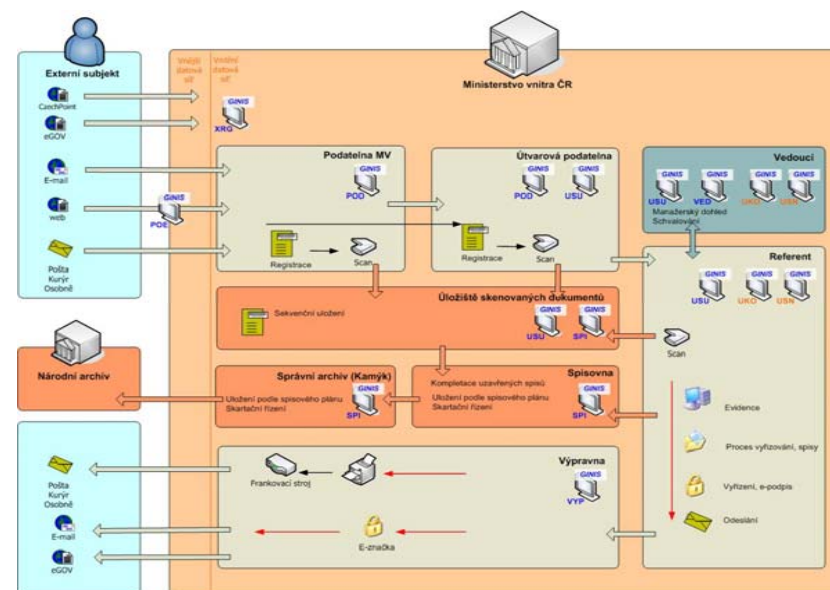 Externí subjekt
CzechPoint
eGOV
E-mail
web
Pošta
Kurýr
Osobně
Vnější
datová
síť
Vnitřní
datová
síť
Ministerstvo vnitra ČR
GINIS
XRG
GINIS
POE
Podatelna MV
GINIS
POD
Registrace
Scan
Útvarová podatelna
GINIS
GINIS
POD
USU
Registrace
Scan
Vedoucí
GINIS
GINIS
GINIS
GINIS
USU
VED
UKO
USN
Manažerský dohled
Schvalování
Referent
GINIS
GINIS
GINIS
USU
UKO
USN
Scan
Evidence
Proces vyřizování, spisy
Vyřízení, e-podpis
Odeslání
Úložiště skenovaných dokumentů
Sekvenční uložení
GINIS
GINIS
USU
SPI
Národní archív
Správní archiv (Kamýk)
Uložení podle spisového plánu
Skartační řízení
GINIS
SPI
Spisovna
Kompletace uzavřených spisů
Uložení podle spisového plánu
Skartační řízení
GINIS
SPI
Výpravna
GINIS
VYP
Frankovací stroj
E-značka
Pošta
Kurýr
Osobně
E-mail
eGOV